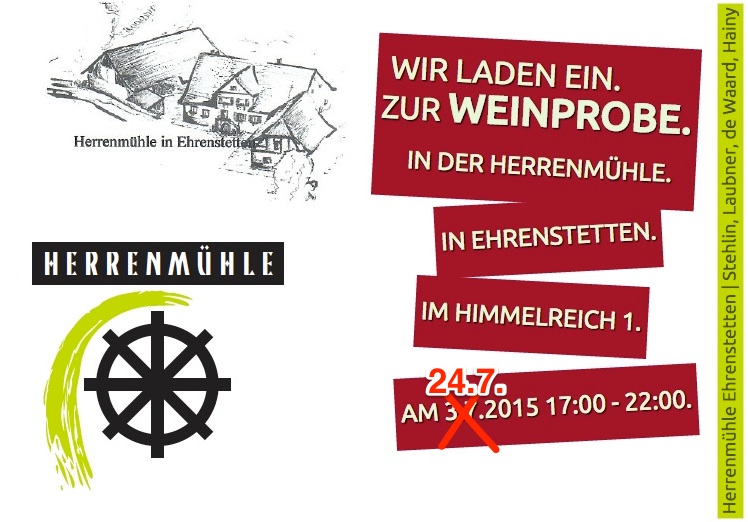 Herrenmühle in Ehrenstetten
HERRENMÜHLE
WIR LADEN EIN.
ZUR WEINPROBE.
IN DER HERRENMÜHLE.
IN EHRENSTETTEN.
IM HIMMELREICH 1.
24.7.
AM 3.7.2015 17:00 - 22:00.
Herrenmühle Ehrenstetten | Stehlin, Laubner, de Waard, Hainy